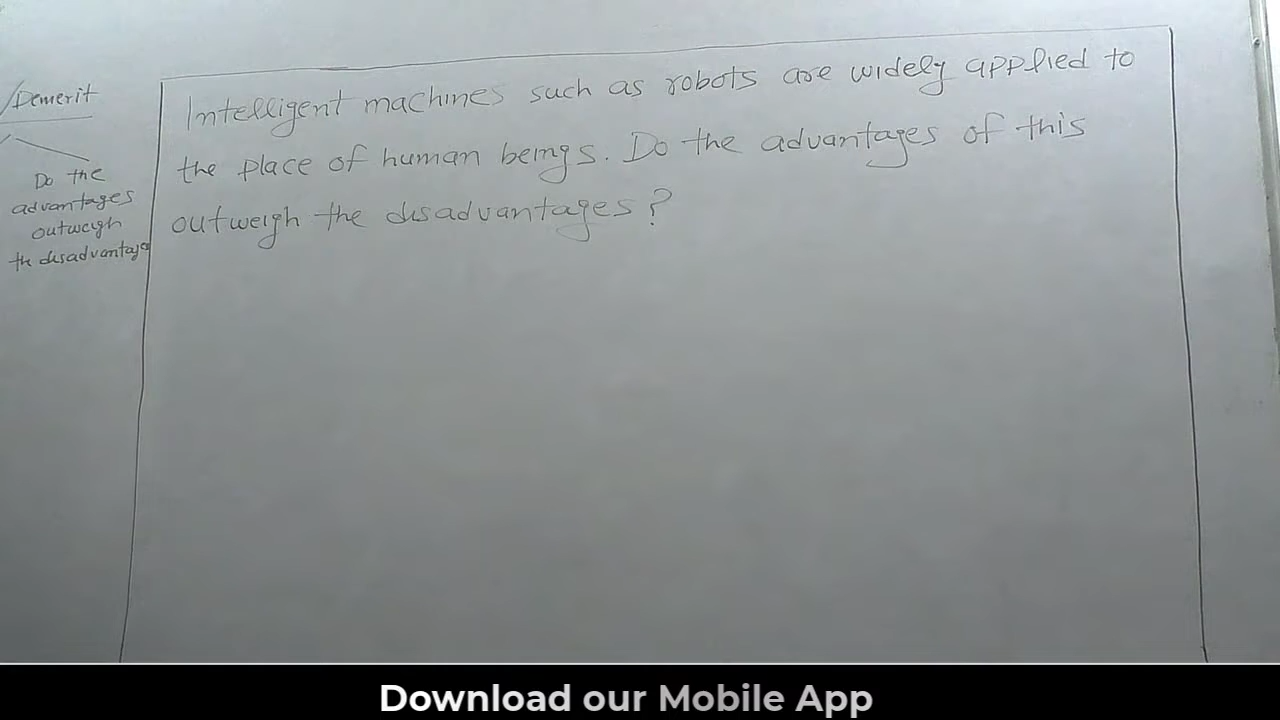 /Demerit
Do the
advantages
outweigh
the disadvantages
Intelligent machines such as robots are widely applied to
the place of human beings. Do the advantages of this
outweigh the disadvantages?
Download our Mobile App